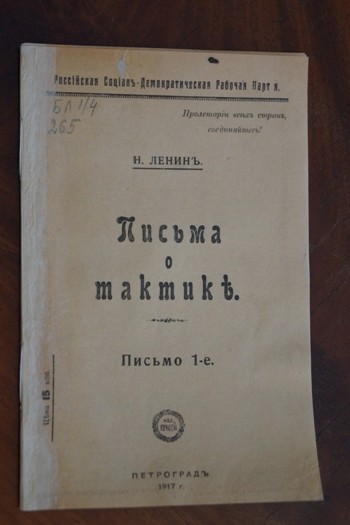 Россійская Соціалъ-Демократическая Рабочая Партія.
БЛ 1/4
265
Пролетаріи всѣхъ странъ,
соединяйтесь!
Н. ЛЕНИНЪ.
Письма
о
тактикѣ.
Письмо 1-е.
Цѣна 15 коп.
ПЕТРОГРАДЪ.
1917 г.